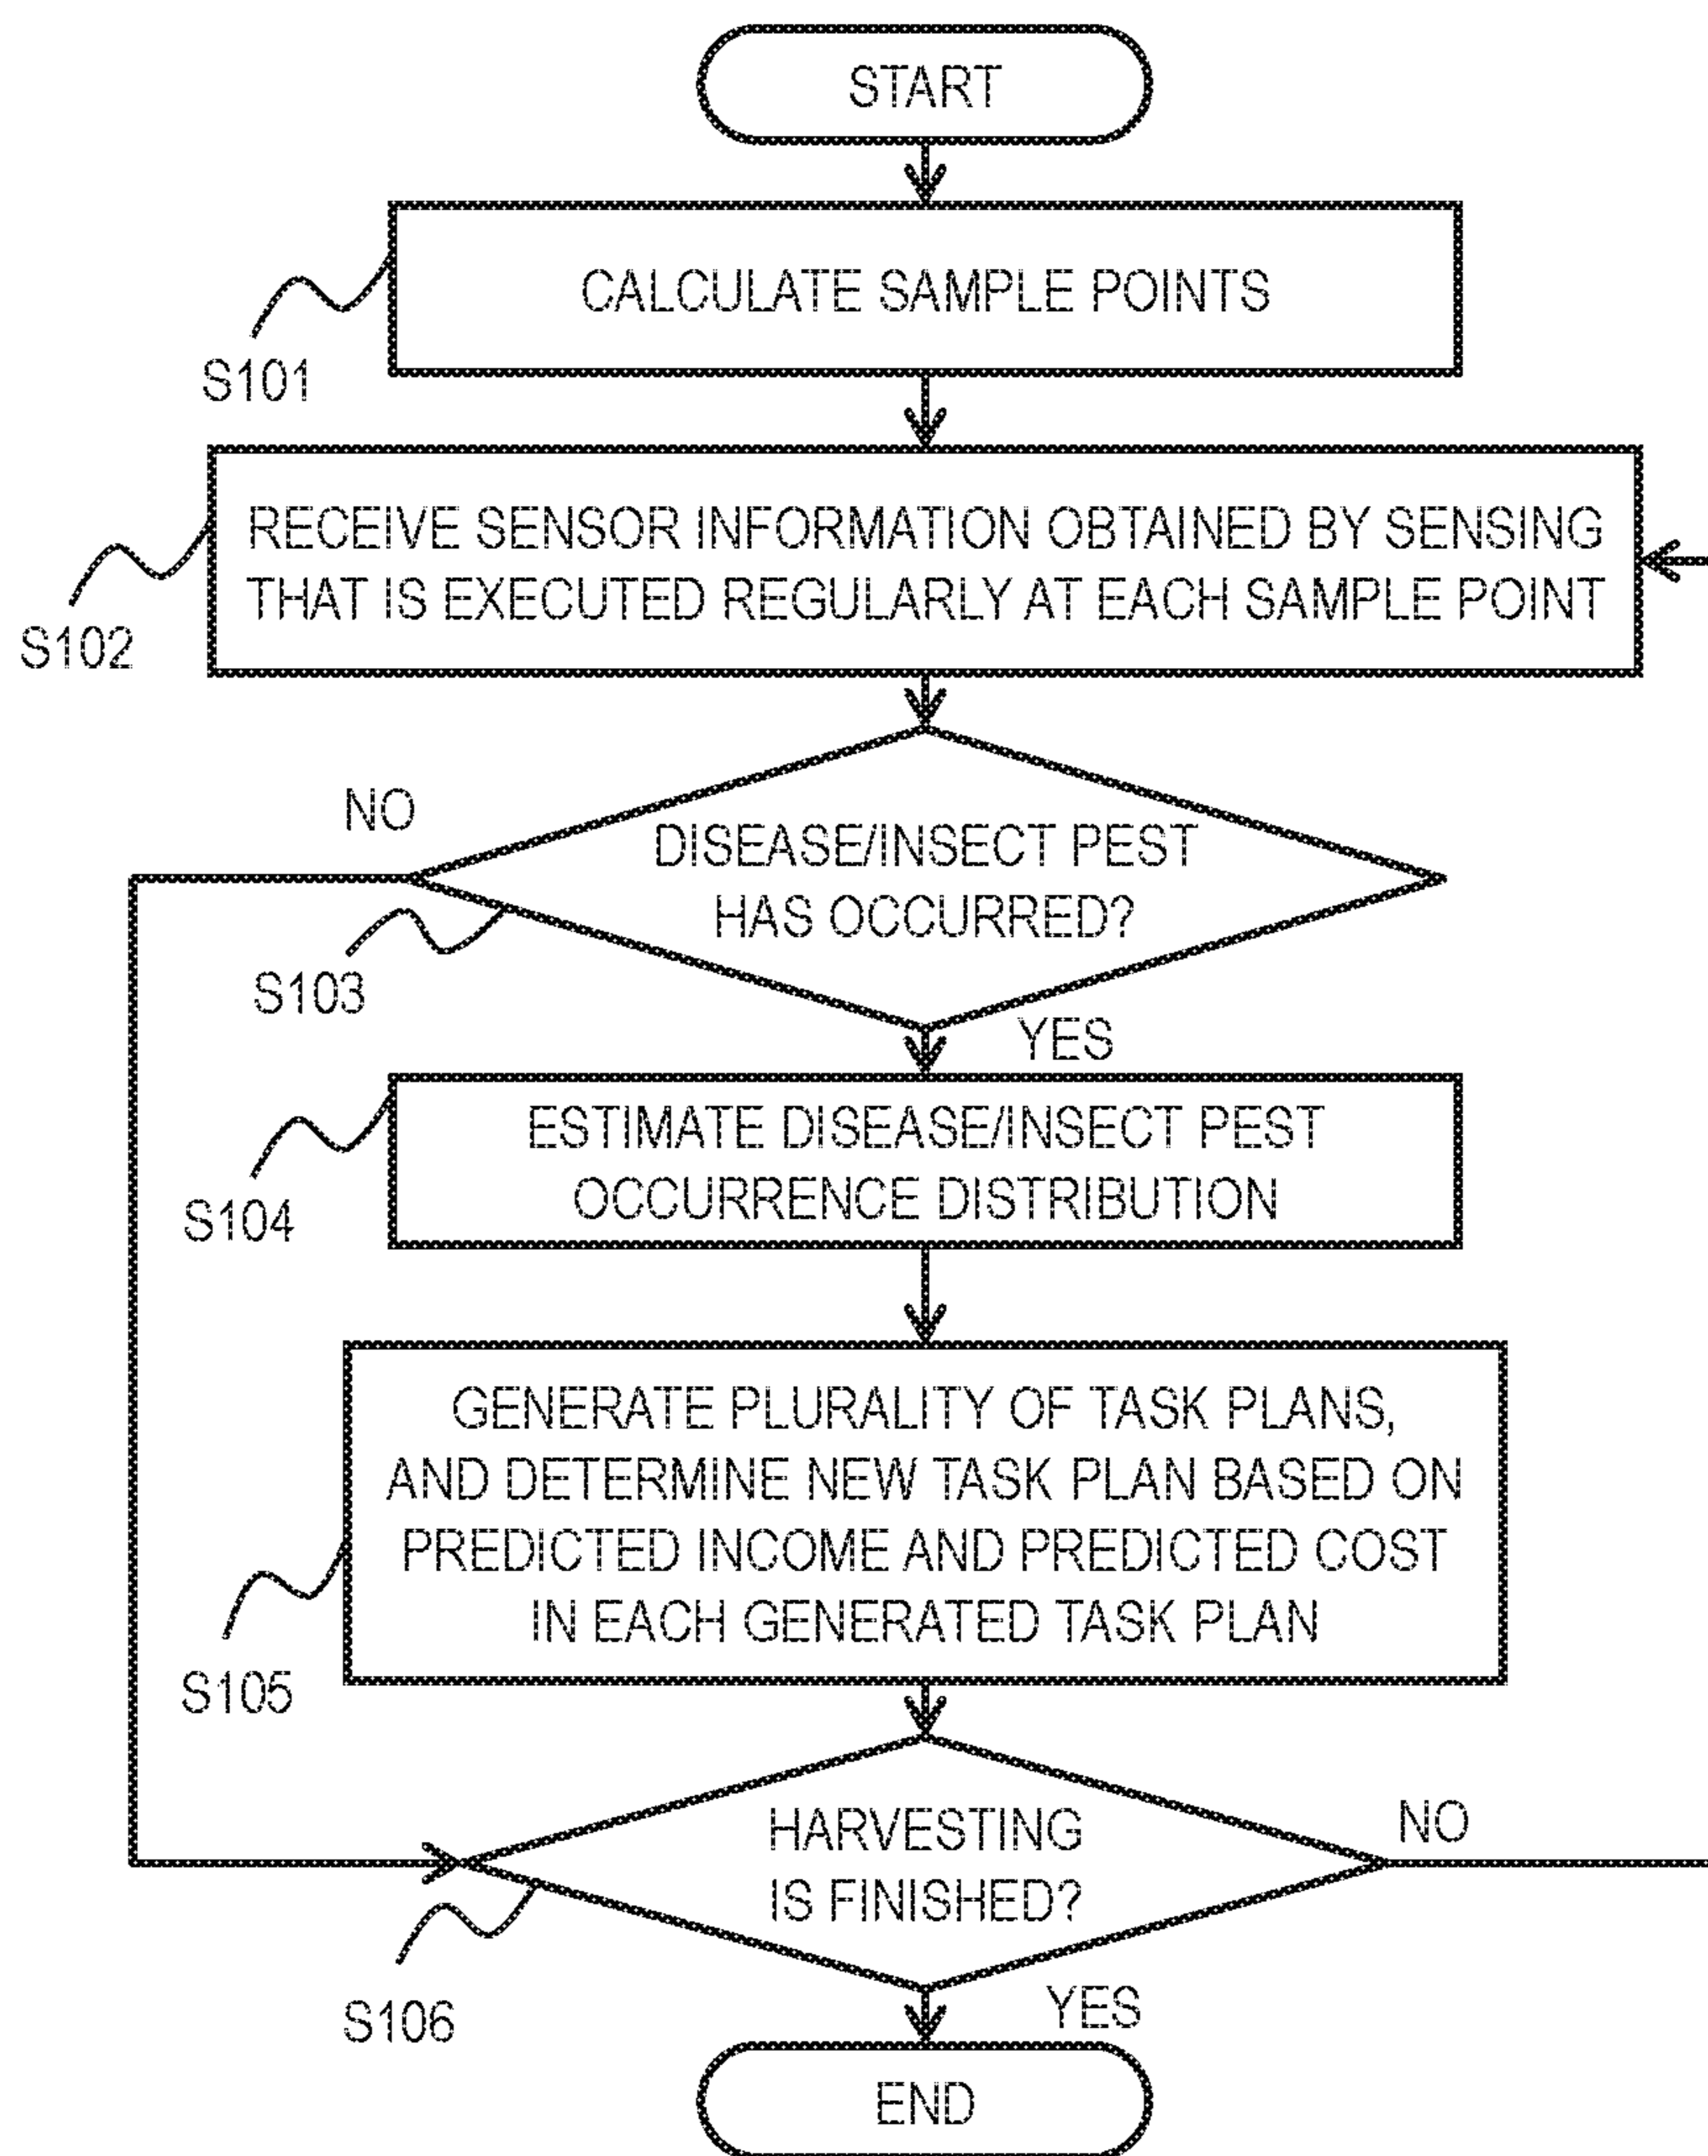 START
CALCULATE SAMPLE POINTS
S101
RECEIVE SENSOR INFORMATION OBTAINED BY SENSING
THAT IS EXECUTED REGULARLY AT EACH SAMPLE POINT
S102
NO
DISEASE/INSECT PEST
HAS OCCURRED?
S103
YES
ESTIMATE DISEASE/INSECT PEST
OCCURRENCE DISTRIBUTION
S104
GENERATE PLURALITY OF TASK PLANS,
AND DETERMINE NEW TASK PLAN BASED ON
PREDICTED INCOME AND PREDICTED COST
IN EACH GENERATED TASK PLAN
S105
HARVESTING
IS FINISHED?
NO
S106
YES
END